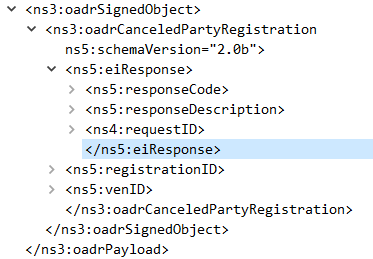 <ns3:oadrSignedObject>
<ns3:oadrCanceledPartyRegistration
ns5:schemaVersion="2.0b">
<ns5:eiResponse>
<ns5:responseCode>
<ns5:responseDescription>
<ns4:requestID>
</ns5:eiResponse>
<ns5:registrationID>
<ns5:venID>
</ns3:oadrCanceledPartyRegistration>
</ns3:oadrSignedObject>
</ns3:oadrPayload>